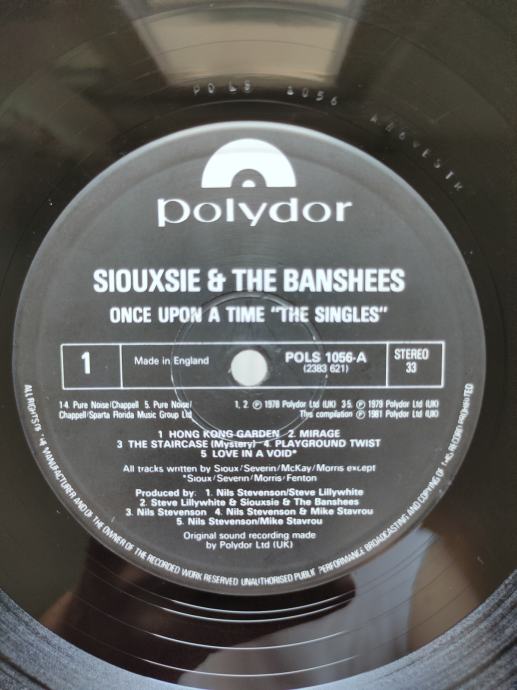 POLS 1056 A
polydor
SIOUXSIE & THE BANSHEES
ONCE UPON A TIME "THE SINGLES"
1
Made in England
POLS 1056-A
(2383 621)
STEREO
33
1-4 Pure Noise/Chappell 5. Pure Noise/
Chappell/Sparta Florida Music Group Ltd
1, 2. ℗ 1978 Polydor Ltd (UK) 3-5. ℗ 1979 Polydor Ltd (UK)
This compilation ℗ 1981 Polydor Ltd (UK)
1 HONG KONG GARDEN 2. MIRAGE
3 THE STAIRCASE (Mystery) 4. PLAYGROUND TWIST
5 LOVE IN A VOID*
All tracks written by Sioux/Severin/McKay/Morris except
*Sioux/Severin/Morris/Fenton
Produced by: 1. Nils Stevenson/Steve Lillywhite
2. Steve Lillywhite & Siouxsie & The Banshees
3. Nils Stevenson 4. Nils Stevenson & Mike Stavrou
5. Nils Stevenson/Mike Stavrou
Original sound recording made
by Polydor Ltd (UK)
ALL RIGHTS MANUFACTURER AND OF THE OWNER OF THE RECORDED WORK RESERVED UNAUTHORISED PUBLIC PERFORMANCE BROADCASTING AND COPYING OF RECORD PROHIBITED